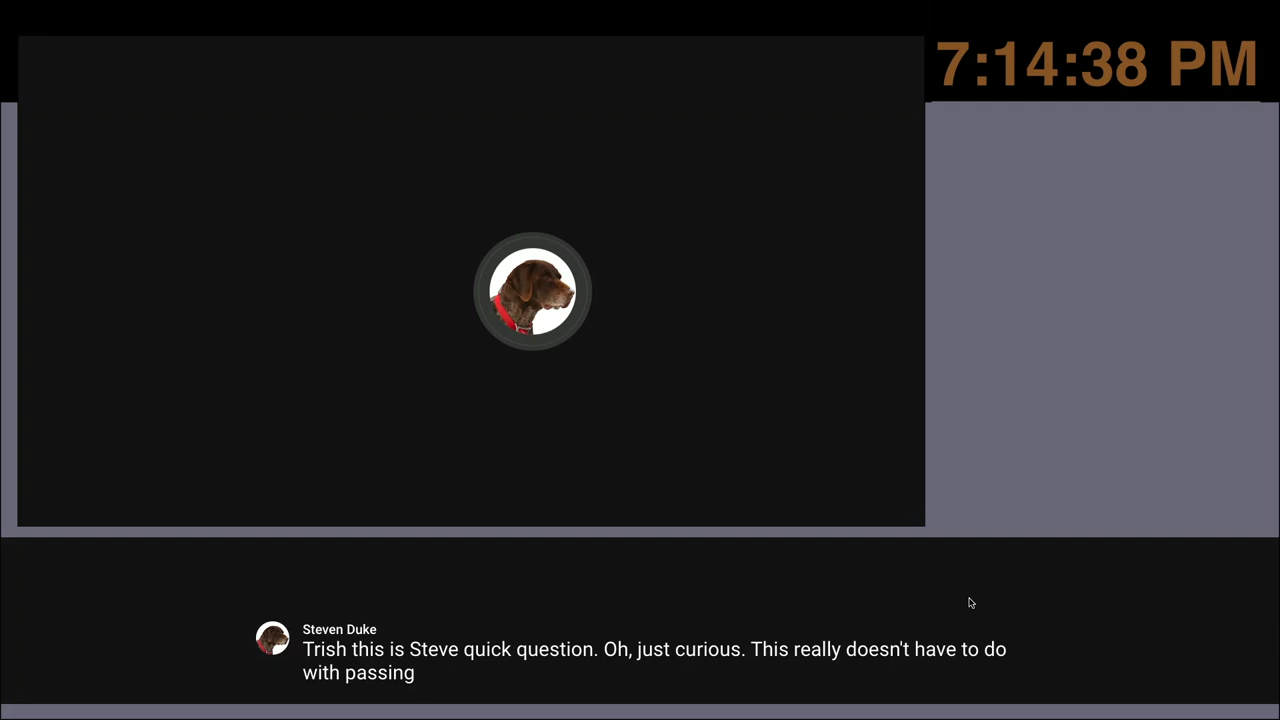 7:14:38 PM
Steven Duke
Trish this is Steve quick question. Oh, just curious. This really doesn't have to do
with passing